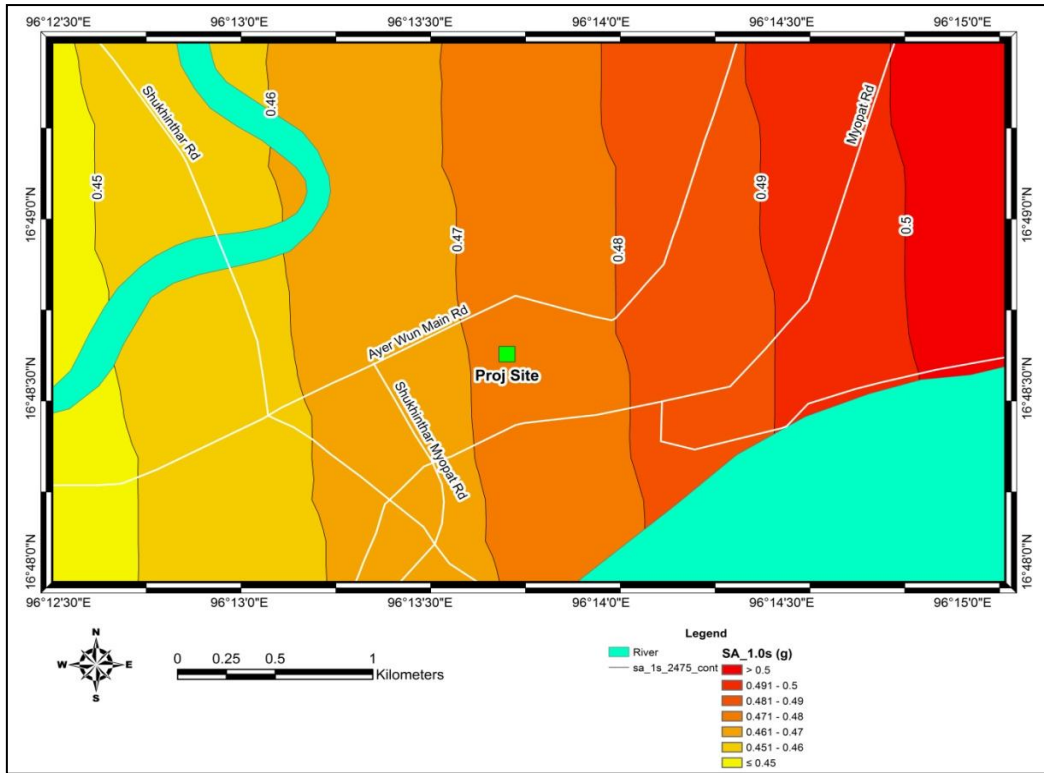 96°12'30"E 96°13'0"E 96°13'30"E 96°14'0"E 96°14'30"E 96°15'0"E
16°49'0"N
16°48'30"N
16°48'0"N
Shukhinthar Rd
0.46
Myopat Rd
0.45
0.49
0.47
0.48
0.5
Ayer Wun Main Rd
Proj Site
Shukhinthar Myopat Rd
16°49'0"N
16°48'30"N
16°48'0"N
96°12'30"E 96°13'0"E 96°13'30"E 96°14'0"E 96°14'30"E 96°15'0"E
N
W E
S
0 0.25 0.5 1
Kilometers
Legend
River
sa_1s_2475_cont
SA_1.0s (g)
> 0.5
0.491 - 0.5
0.481 - 0.49
0.471 - 0.48
0.461 - 0.47
0.451 - 0.46
≤ 0.45